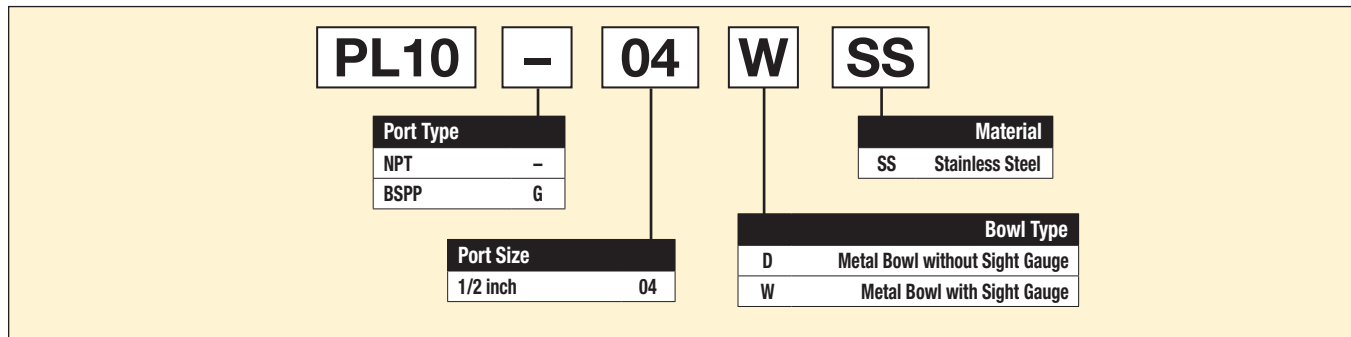 PL10 – 04 W SS
Port Type
NPT –
BSPP G
Material
SS Stainless Steel
Port Size
1/2 inch 04
Bowl Type
D Metal Bowl without Sight Gauge
W Metal Bowl with Sight Gauge